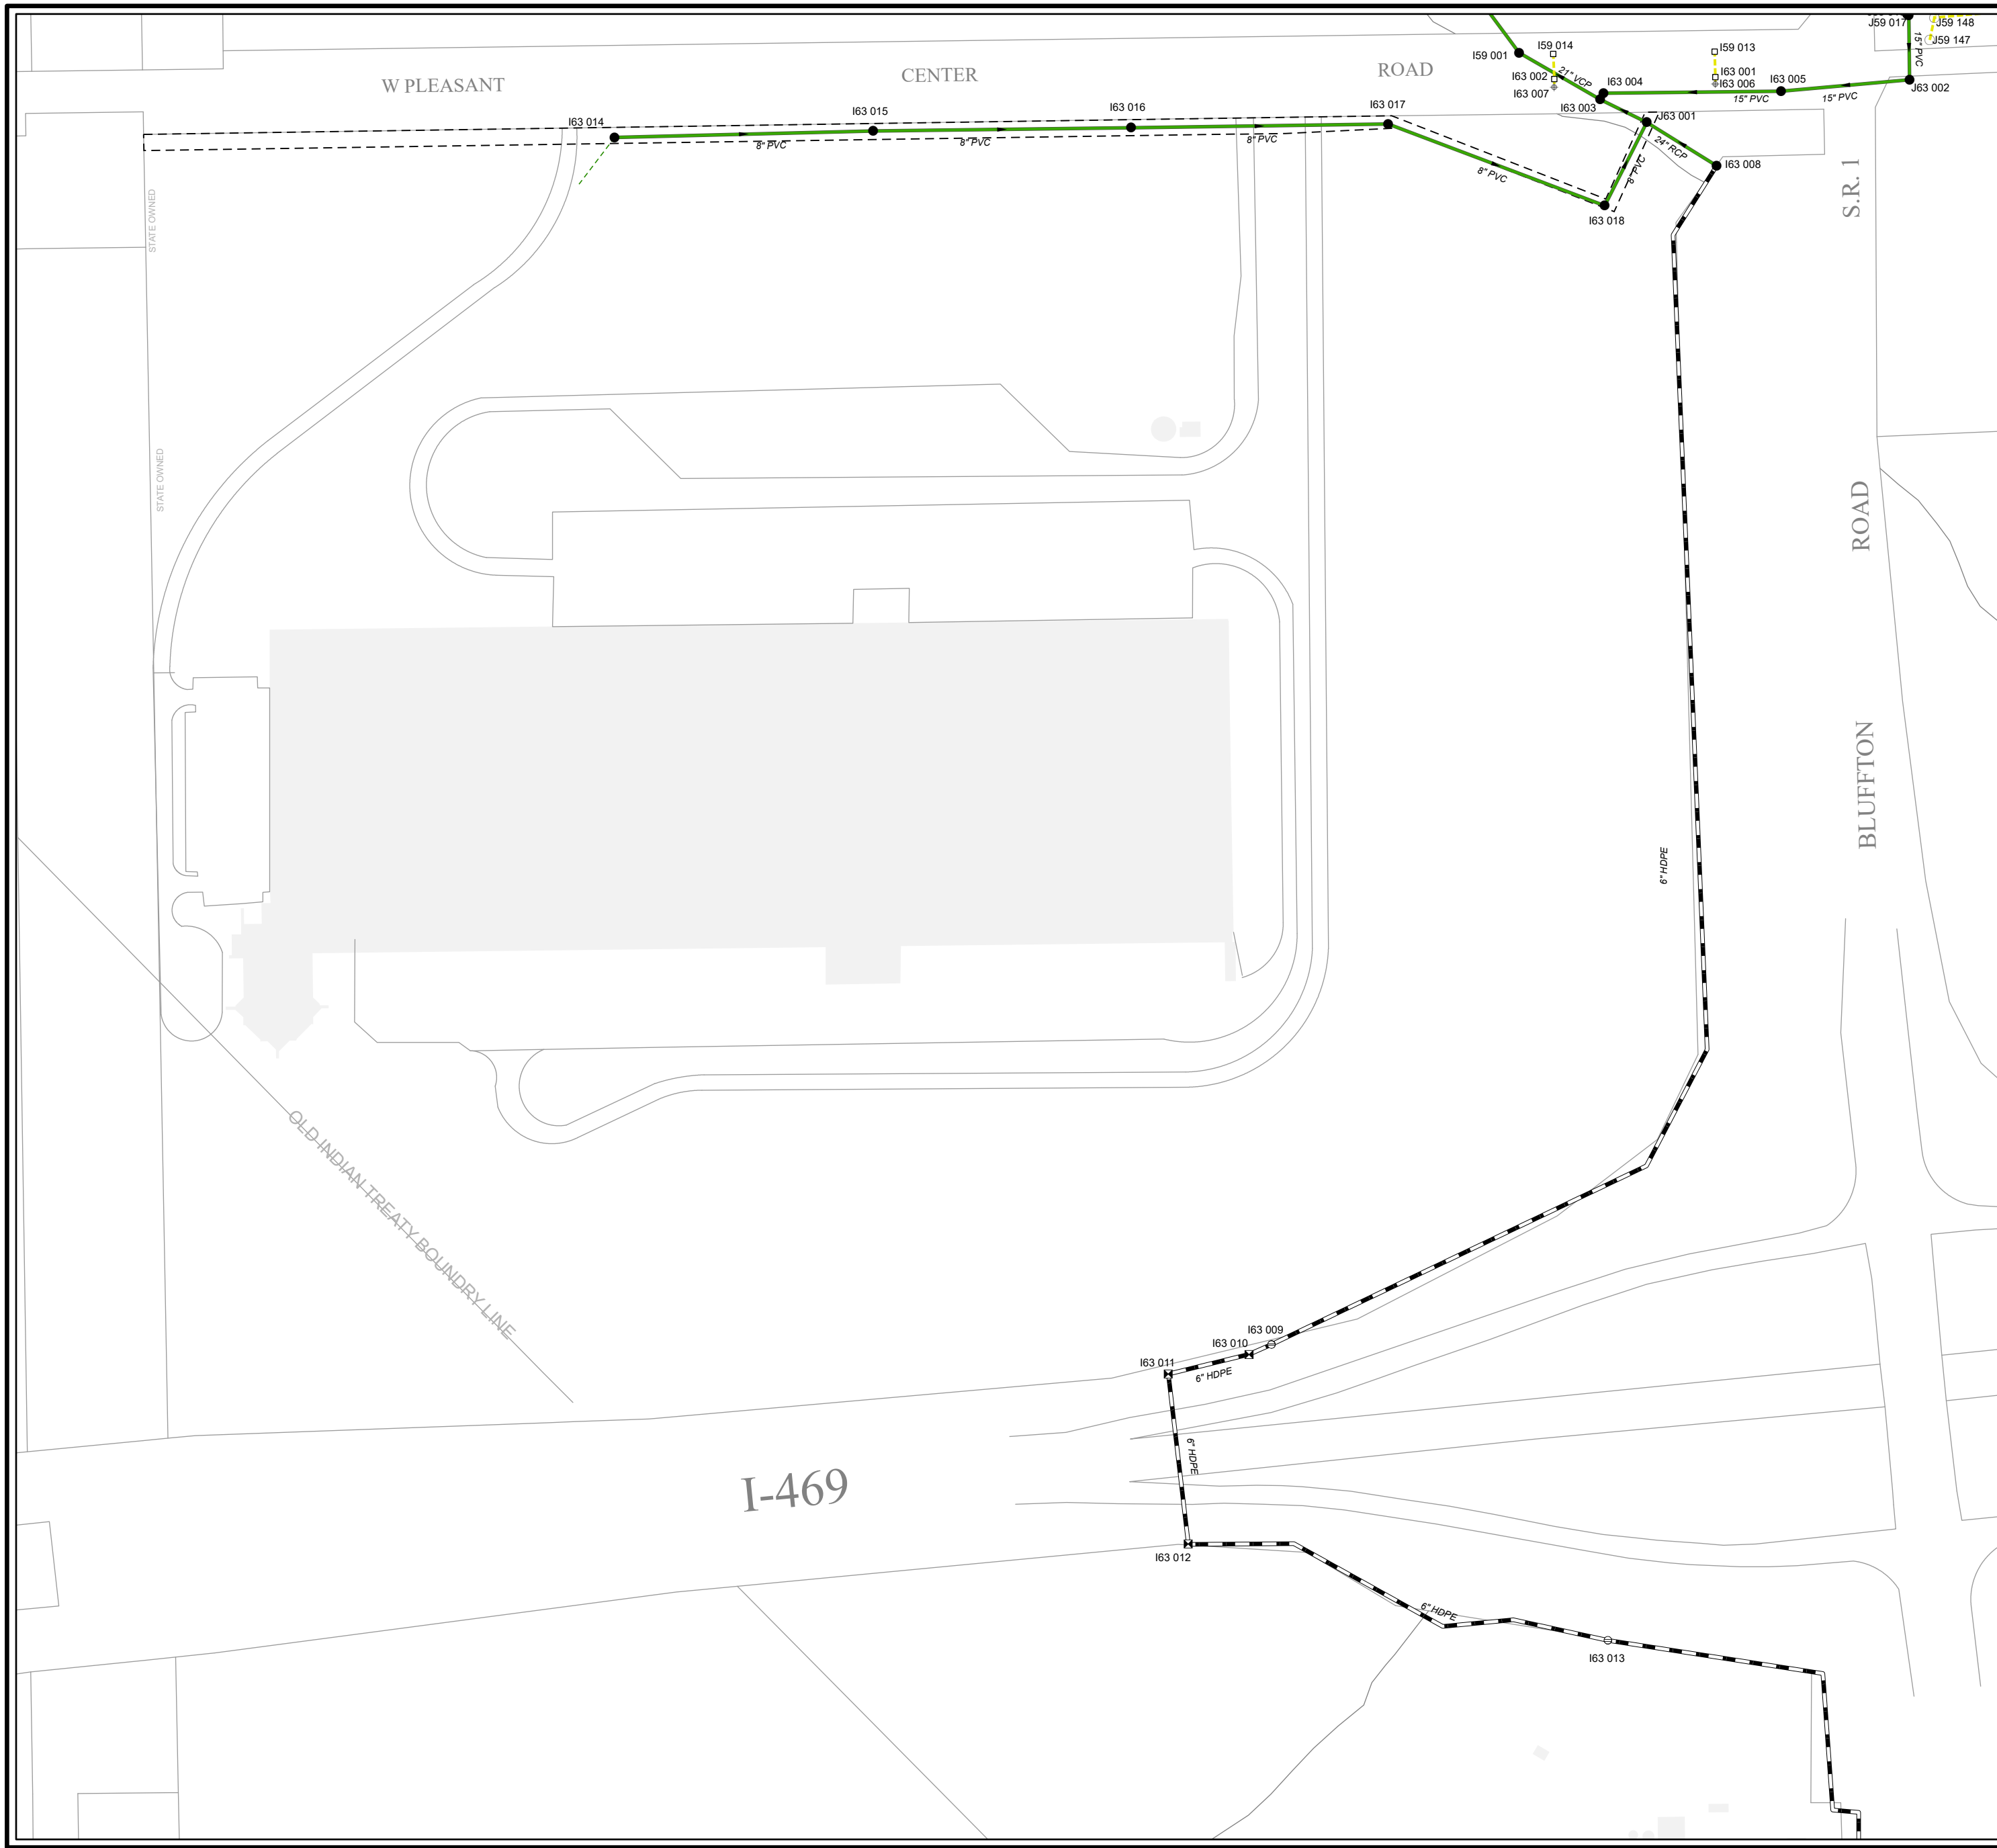 J59 017
J59 148
J59 147
15" PVC
I59 014
I59 001
I59 013
W PLEASANT
CENTER
ROAD
21" VCP
I63 002
I63 007
I63 004
I63 003
I63 001
I63 006
I63 005
15" PVC
15" PVC
J63 002
I63 014
I63 015
I63 016
I63 017
J63 001
8" PVC
8" PVC
8" PVC
8" PVC
8" PVC
24" RCP
I63 008
I63 018
S.R. 1
STATE OWNED
STATE OWNED
ROAD
BLUFFTON
6" HDPE
OLD INDIAN TREATY BOUNDRY LINE
I63 009
I63 010
I63 011
6" HDPE
6" HDPE
I-469
I63 012
6" HDPE
I63 013